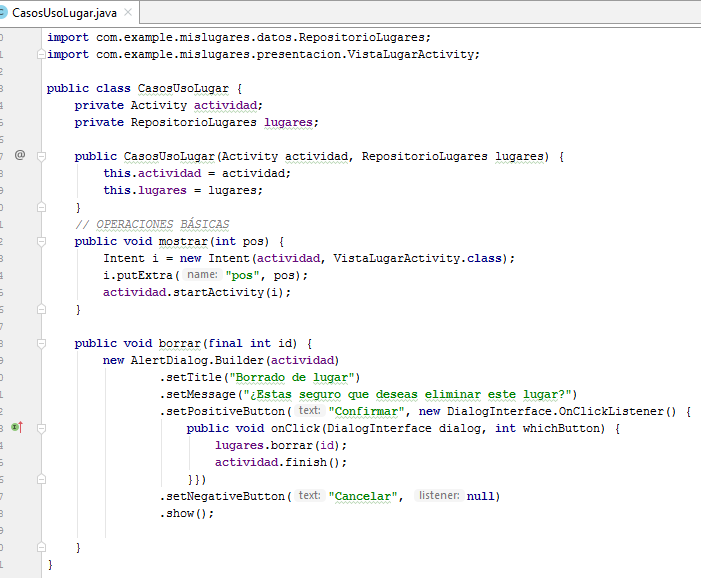 CasosUsoLugar.java
import com.example.mislugares.datos.RepositorioLugares;
import com.example.mislugares.presentacion.VistaLugarActivity;
public class CasosUsoLugar {
private Activity actividad;
private RepositorioLugares lugares;
public CasosUsoLugar(Activity actividad, RepositorioLugares lugares) {
this.actividad = actividad;
this.lugares = lugares;
}
// OPERACIONES BÁSICAS
public void mostrar(int pos) {
Intent i = new Intent(actividad, VistaLugarActivity.class);
i.putExtra( name: "pos", pos);
actividad.startActivity(i);
}
public void borrar(final int id) {
new AlertDialog.Builder(actividad)
.setTitle("Borrado de lugar")
.setMessage("¿Estas seguro que deseas eliminar este lugar?")
.setPositiveButton( text: "Confirmar", new DialogInterface.OnClickListener() {
public void onClick(DialogInterface dialog, int whichButton) {
lugares.borrar(id);
actividad.finish();
}})
.setNegativeButton( text: "Cancelar", listener: null)
.show();
}
}